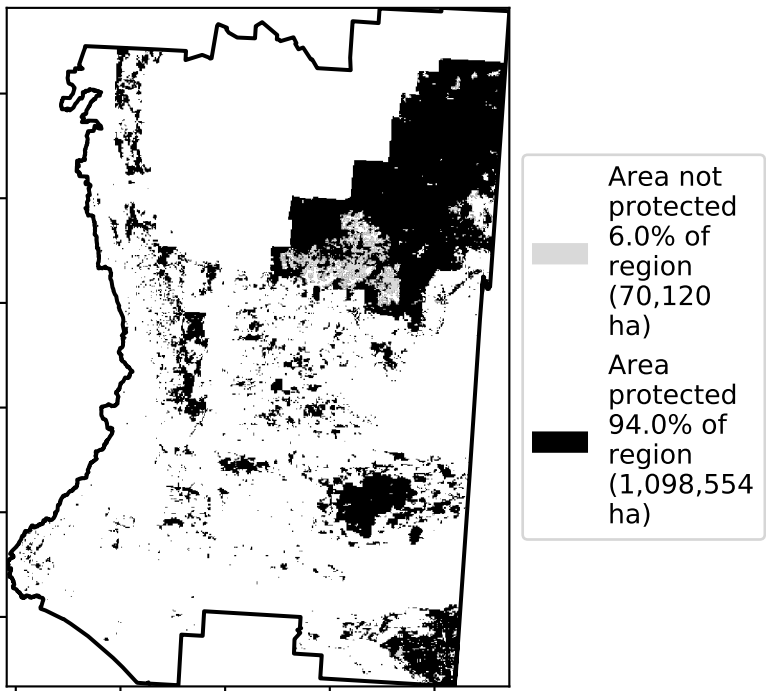 Area not
protected
6.0% of
region
(70,120
ha)
Area
protected
94.0% of
region
(1,098,554
ha)